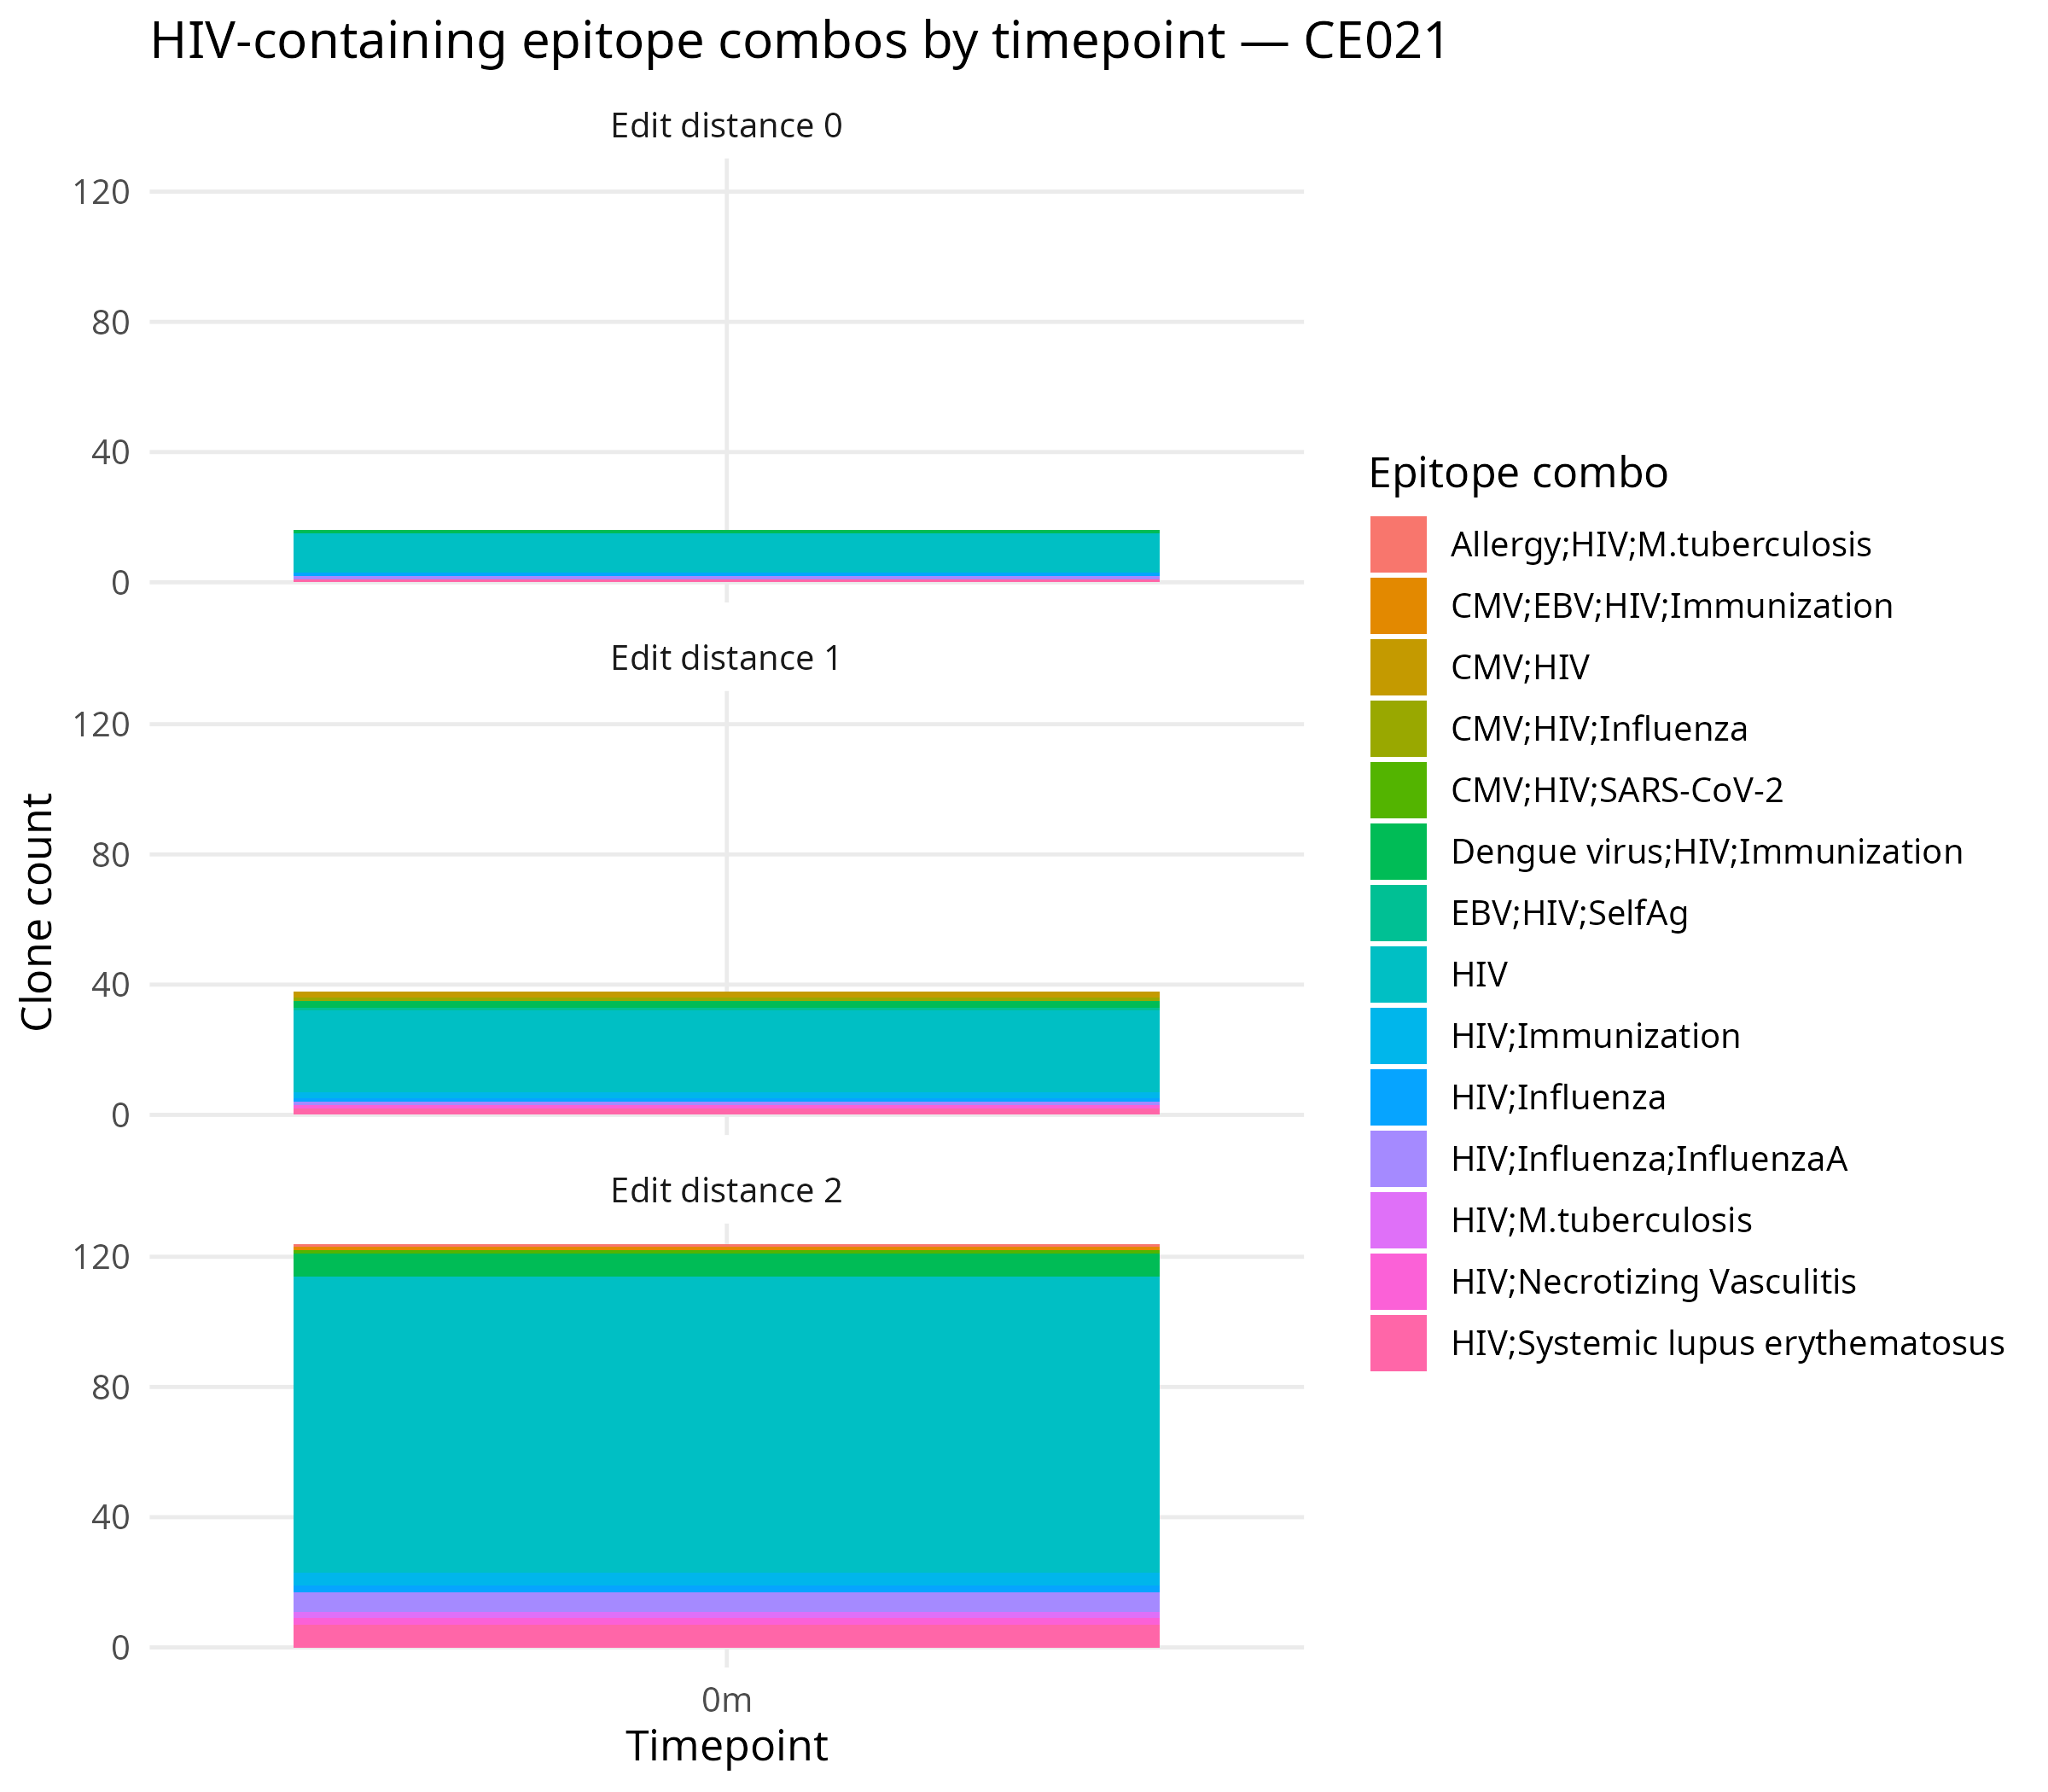 HIV-containing epitope combos by timepoint — CE021
Edit distance 0
120
80
40
0
Edit distance 1
120
80
40
0
Edit distance 2
120
80
40
0
0m
Timepoint
Clone count
Epitope combo
Allergy;HIV;M.tuberculosis
CMV;EBV;HIV;Immunization
CMV;HIV
CMV;HIV;Influenza
CMV;HIV;SARS-CoV-2
Dengue virus;HIV;Immunization
EBV;HIV;SelfAg
HIV
HIV;Immunization
HIV;Influenza
HIV;Influenza;InfluenzaA
HIV;M.tuberculosis
HIV;Necrotizing Vasculitis
HIV;Systemic lupus erythematosus